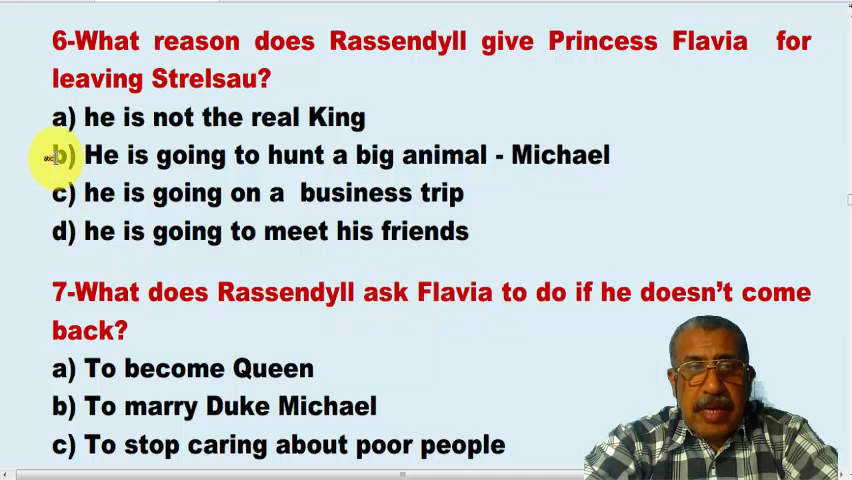 6-What reason does Rassendyll give Princess Flavia for
leaving Strelsau?
a) he is not the real King
b) He is going to hunt a big animal - Michael
c) he is going on a business trip
d) he is going to meet his friends
7-What does Rassendyll ask Flavia to do if he doesn't come
back?
a) To become Queen
b) To marry Duke Michael
c) To stop caring about poor people